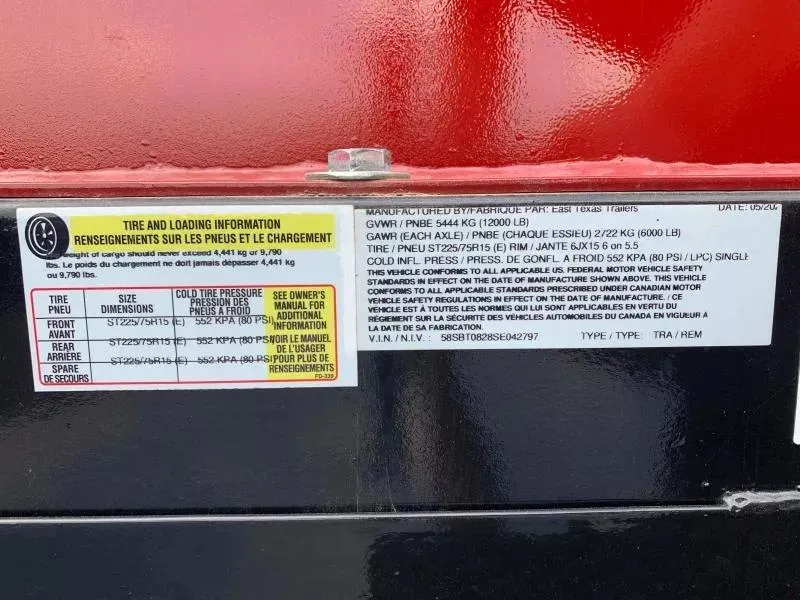 TIRE AND LOADING INFORMATION
RENSEIGNEMENTS SUR LES PNEUS ET LE CHARGEMENT
weight of cargo should never exceed 4,441 kg or 9,790
lbs. Le poids du chargement ne doit jamais dépasser 4,441 kg
ou 9,790 lbs.
TIRE
PNEU
SIZE
DIMENSIONS
COLD TIRE PRESSURE
PRESSION DES
PNEUS A FROID
SEE OWNER'S
MANUAL FOR
ADDITIONAL
INFORMATION
VOIR LE MANUEL
DE L'USAGER
POUR PLUS DE
RENSEIGNEMENTS
FRONT
AVANT
ST225/75R15 (E) 552 KPA (80 PSI)
REAR
ARRIÈRE
ST225/75R15 (E) 552 KPA (80 PSI)
SPARE
DE SECOURS
ST225/75R15 (E) 552 KPA (80 PSI)
FD-339
MANUFACTURED BY/FABRIQUE PAR: East Texas Trailers DATE: 05/202
GVWR / PNBE 5444 KG (12000 LB)
GAWR (EACH AXLE) / PNBE (CHAQUE ESSIEU) 2722 KG (6000 LB)
TIRE / PNEU ST225/75R15 (E) RIM / JANTE 6JX15 6 on 5.5
COLD INFL. PRESS / PRESS. DE GONFL. A FROID 552 KPA (80 PSI / LPC) SINGLE
THIS VEHICLE CONFORMS TO ALL APPLICABLE U.S. FEDERAL MOTOR VEHICLE SAFETY
STANDARDS IN EFFECT ON THE DATE OF MANUFACTURE SHOWN ABOVE. THIS VEHICLE
CONFORMS TO ALL APPLICABLE STANDARDS PRESCRIBED UNDER CANADIAN MOTOR
VEHICLE SAFETY REGULATIONS IN EFFECT ON THE DATE OF MANUFACTURE. / CE
VÉHICLE EST À TOUTES LES NORMES QUI LUI SONT APPLICABLES EN VERTU DU
RÈGIEMENT SUR LA SÉCURITÉ DES VÉHICLES AUTOMOBILES DU CANADA EN VIGUEUR À
LA DATE DE SA FABRICATION.
V.I.N. / N.I.V. : 58SBT0828SE042797 TYPE / TYPE: TRA / REM